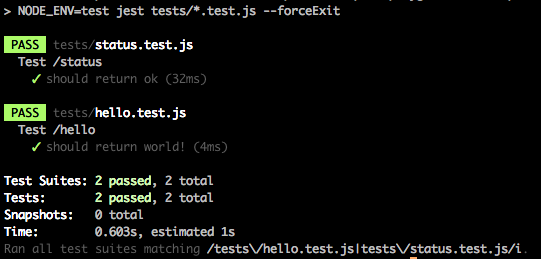 > NODE_ENV=test jest tests/*.test.js --forceExit
PASS tests/status.test.js
Test /status
✓ should return ok (32ms)
PASS tests/hello.test.js
Test /hello
✓ should return world! (4ms)
Test Suites: 2 passed, 2 total
Tests: 2 passed, 2 total
Snapshots: 0 total
Time: 0.603s, estimated 1s
Ran all test suites matching /tests\/hello.test.js|tests\/status.test.js/i.